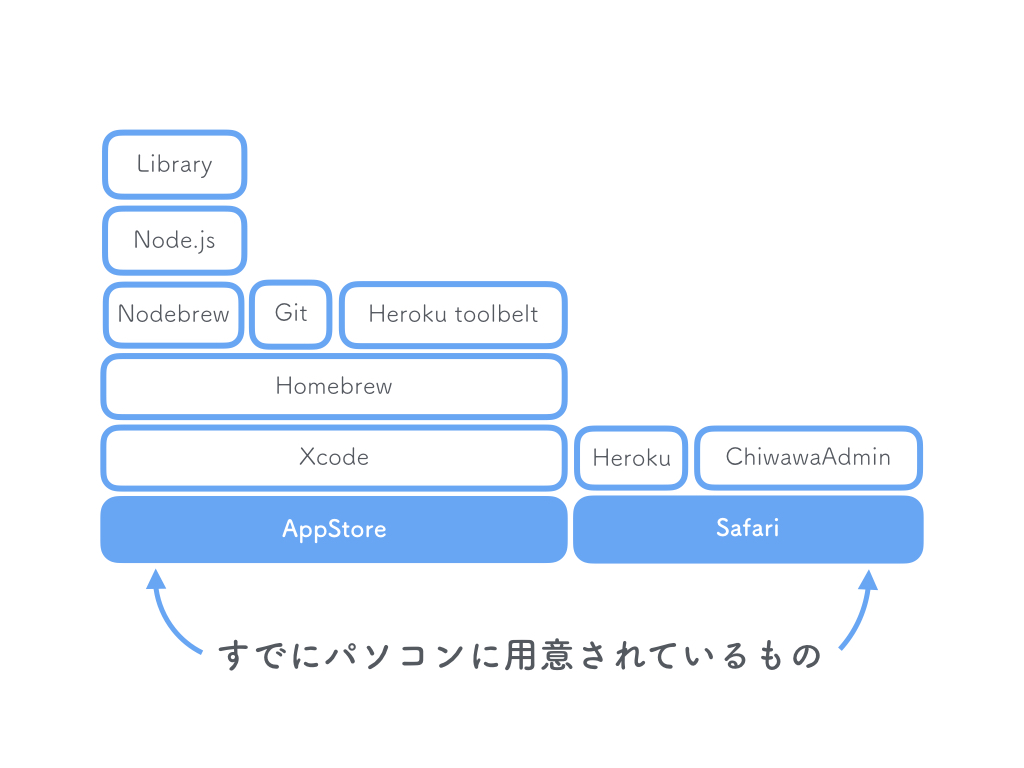 Library
Node.js
Nodebrew
Git
Heroku toolbelt
Homebrew
Xcode
Heroku
ChiwawaAdmin
AppStore
Safari
すでにパソコンに用意されているもの